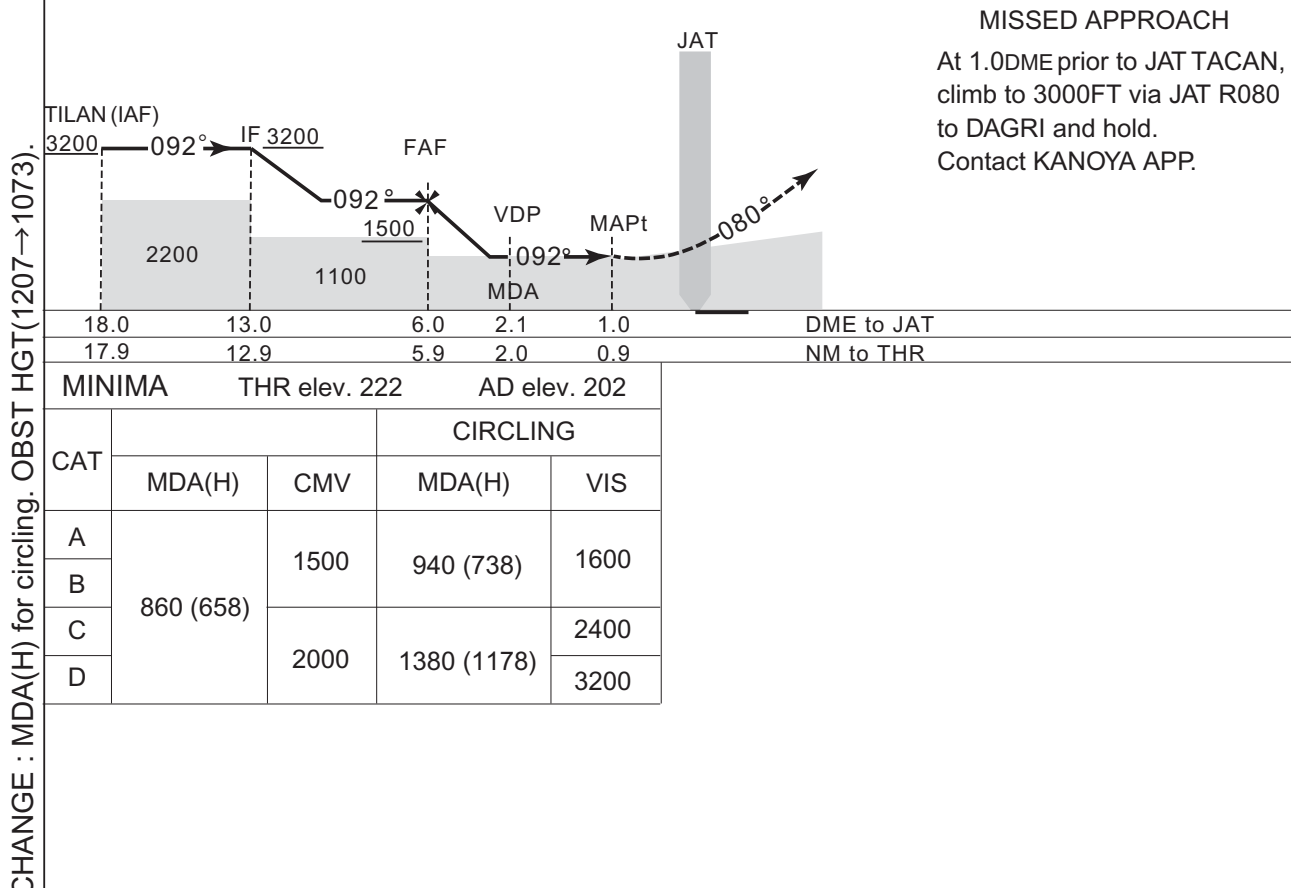 MISSED APPROACH
At 1.0DME prior to JAT TACAN,
climb to 3000FT via JAT R080
to DAGRI and hold.
Contact KANOYA APP.
JAT
TILAN (IAF)
3200
092°
IF 3200
FAF
092°
1500
VDP
MAPt
092°
080°
2200
1100
MDA
18.0 13.0 6.0 2.1 1.0 DME to JAT
17.9 12.9 5.9 2.0 0.9 NM to THR
MINIMA THR elev. 222 AD elev. 202
CAT
CIRCLING
MDA(H) CMV MDA(H) VIS
A
B
C
D
860 (658)
1500
2000
940 (738)
1380 (1178)
1600
2400
3200
CHANGE : MDA(H) for circling. OBST HGT(1207→1073).